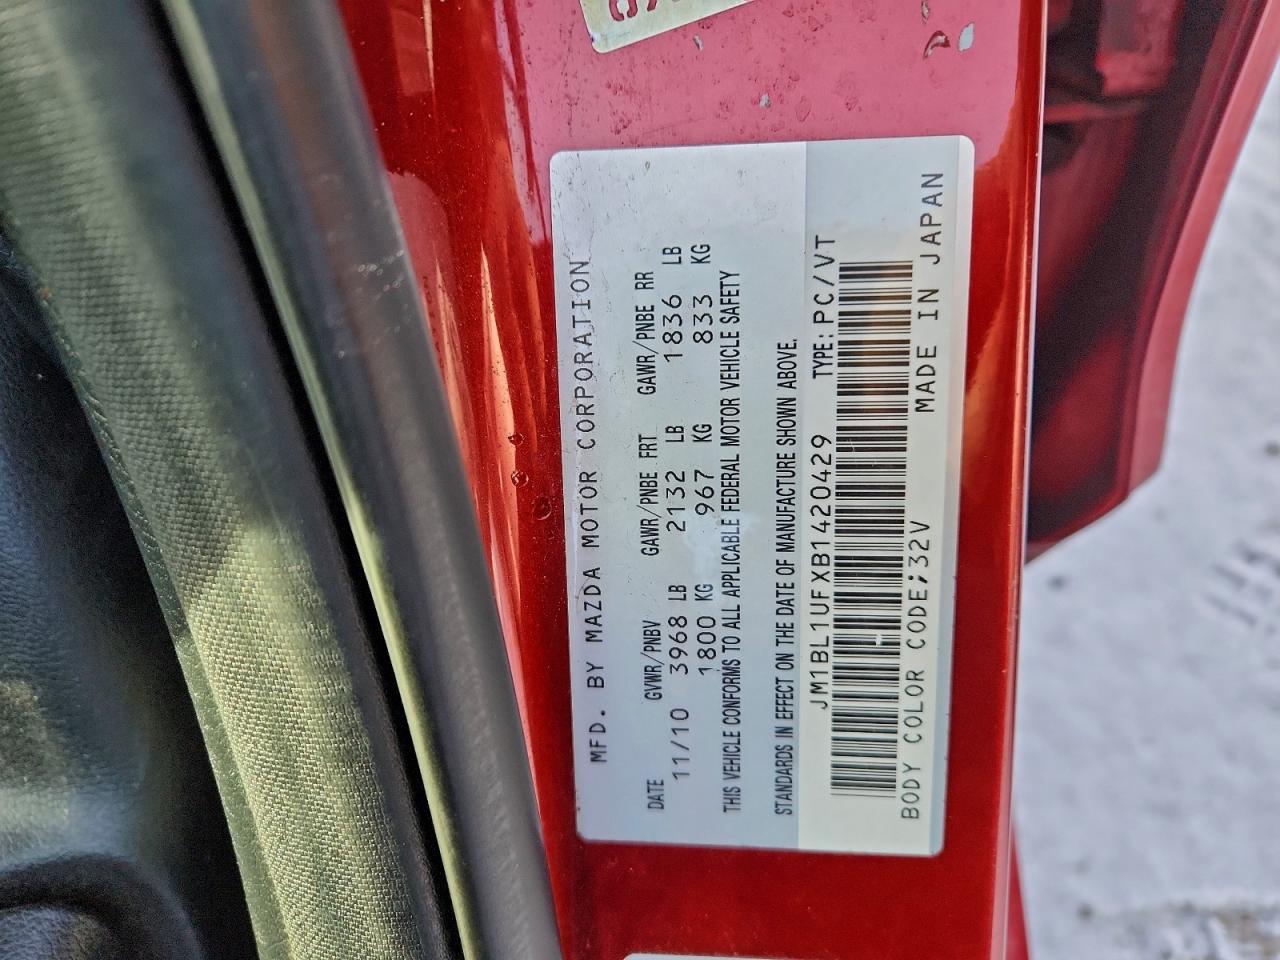 MFD. BY MAZDA MOTOR CORPORATION
DATE GVWR/PNBV GAWR/PNBE FRT GAWR/PNBE RR
11/10 3968 LB 2132 LB 1836 LB
1800 KG 967 KG 833 KG
THIS VEHICLE CONFORMS TO ALL APPLICABLE FEDERAL MOTOR VEHICLE SAFETY
STANDARDS IN EFFECT ON THE DATE OF MANUFACTURE SHOWN ABOVE.
JM1BL1UFXB1420429 TYPE:PC/VT
BODY COLOR CODE;32V MADE IN JAPAN